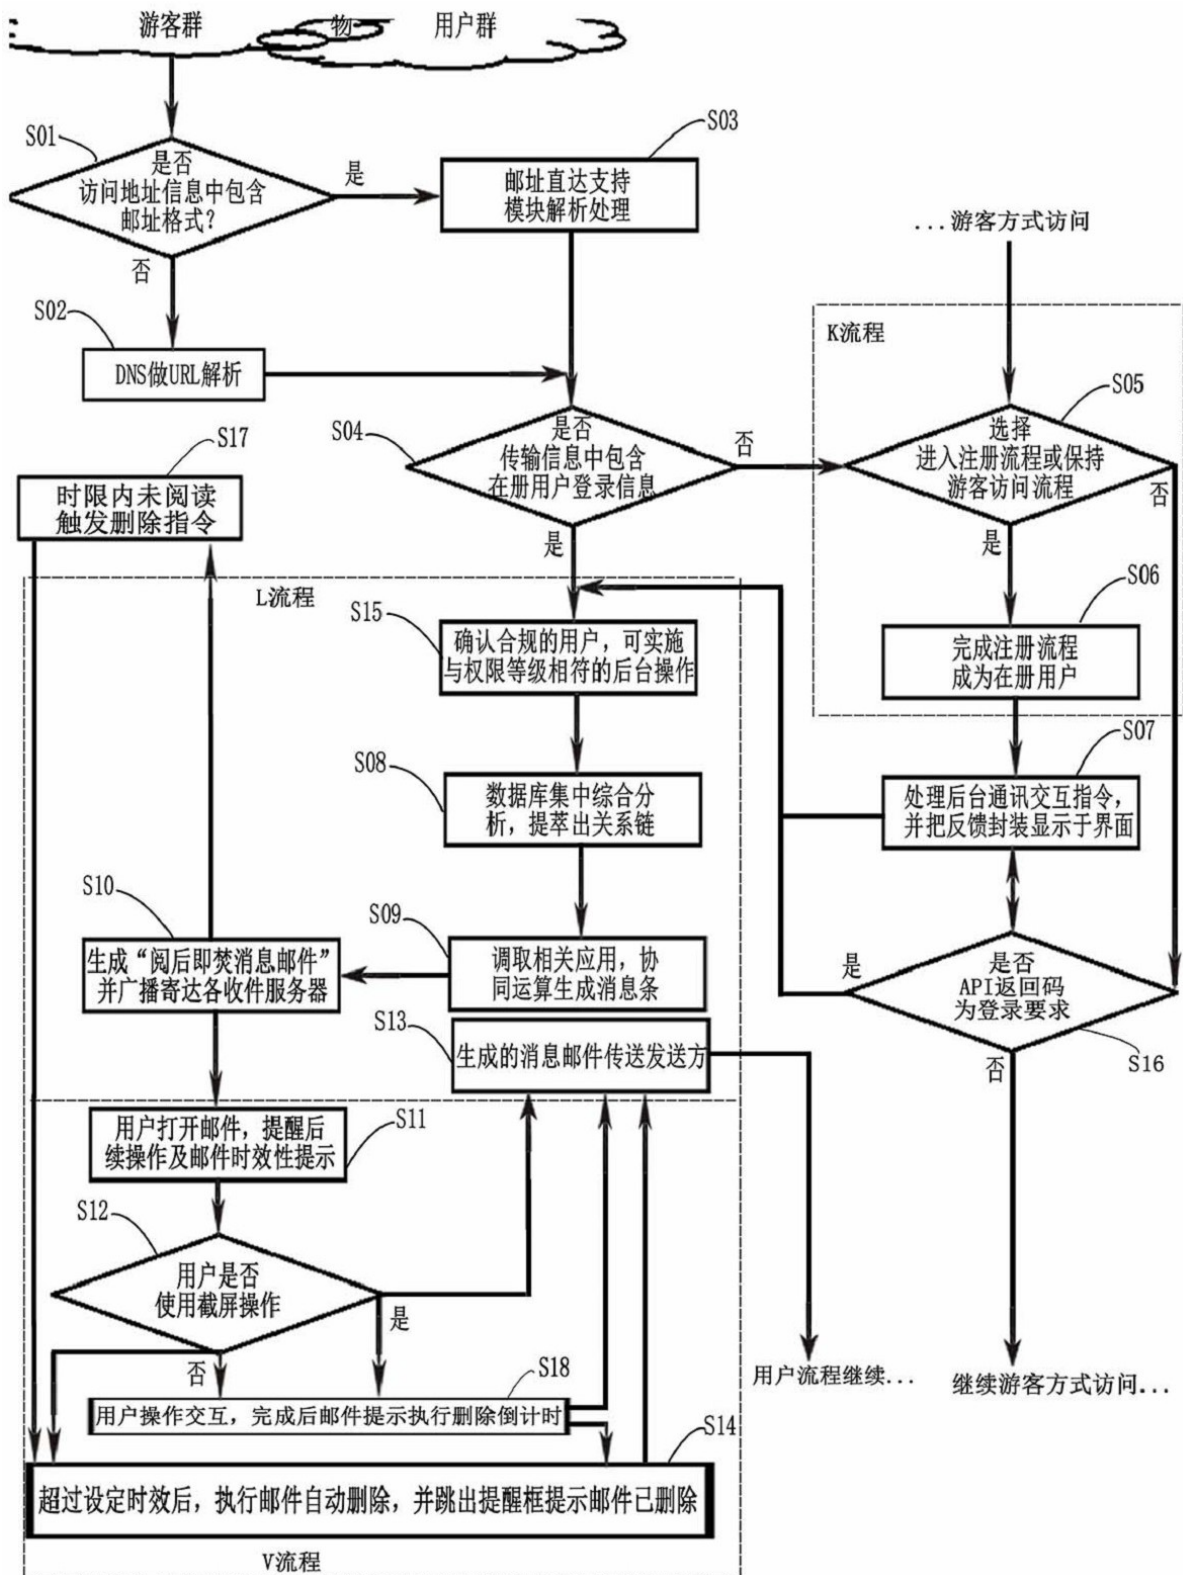 游客群
物
用户群
S01
是否
访问地址信息中包含
邮址格式?
是
否
S03
邮址直达支持
模块解析处理
...游客方式访问
S02
DNS做URL解析
K流程
S04
是否
传输信息中包含
在册用户登录信息
否
是
S05
选择
进入注册流程或保持
游客访问流程
否
是
S17
时限内未阅读
触发删除指令
L流程
S15
确认合规的用户，可实施
与权限等级相符的后台操作
S06
完成注册流程
成为在册用户
S08
数据库集中综合分
析，提萃出关系链
S07
处理后台通讯交互指令，
并把反馈封装显示于界面
S10
生成“阅后即焚消息邮件”
并广播寄达各收件服务器
S09
调取相关应用，协
同运算生成消息条
是
是否
API返回码
为登录要求
否
S16
S13
生成的消息邮件传送发送方
S11
用户打开邮件，提醒后
续操作及邮件时效性提示
S12
用户是否
使用截屏操作
是
否
用户流程继续...
继续游客方式访问...
S18
用户操作交互，完成后邮件提示执行删除倒计时
S14
超过设定时效后，执行邮件自动删除，并跳出提醒框提示邮件已删除
V流程